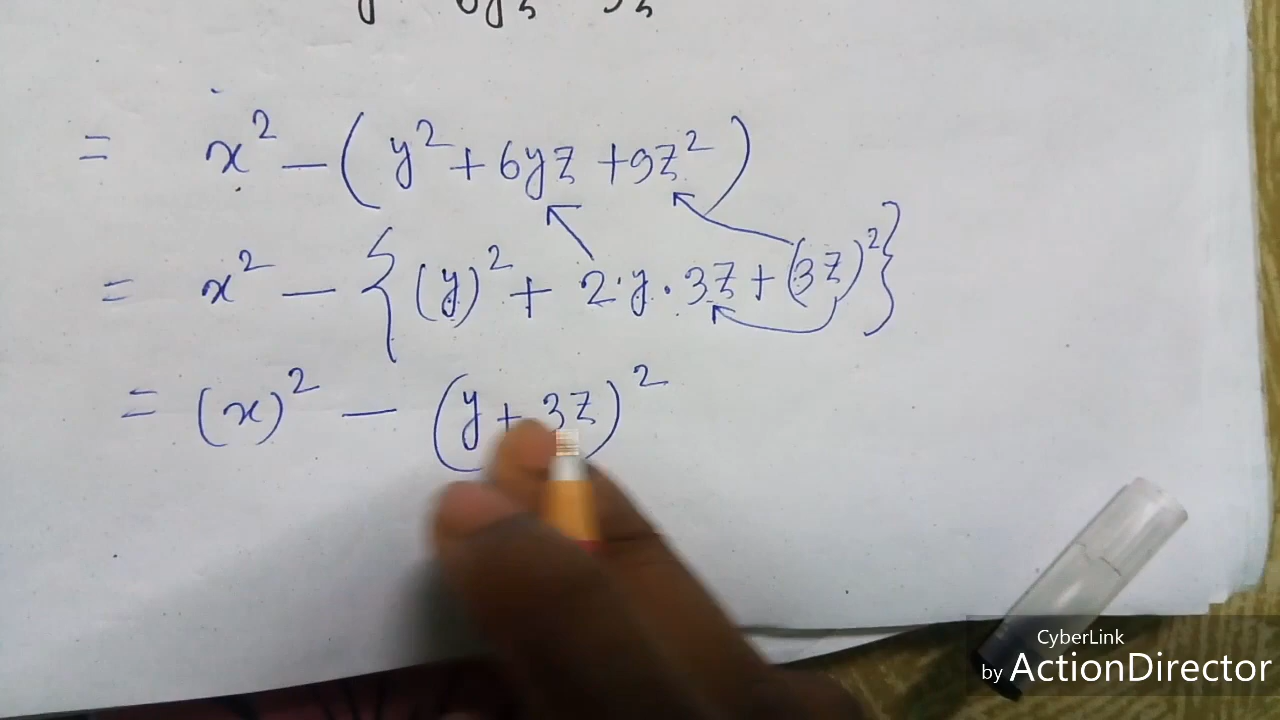 = x² - (y² + 6yz + 9z²)
= x² - {(y)² + 2·y·3z + (3z)²}
= (x)² - (y + 3z)²
CyberLink
by ActionDirector